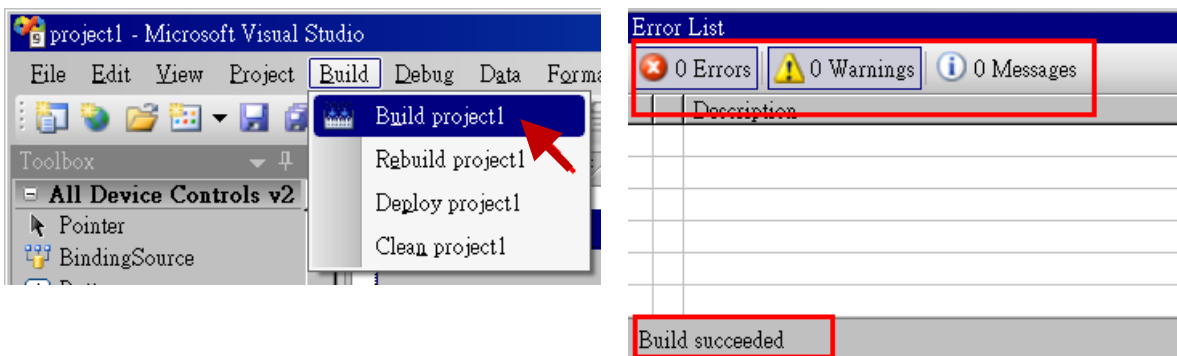 project1 - Microsoft Visual Studio
File Edit View Project Build Debug Data Forma
Build project1
Rebuild project1
Deploy project1
Clean project1
Toolbox
All Device Controls v2
Pointer
BindingSource
Error List
0 Errors 0 Warnings 0 Messages
Description
Build succeeded